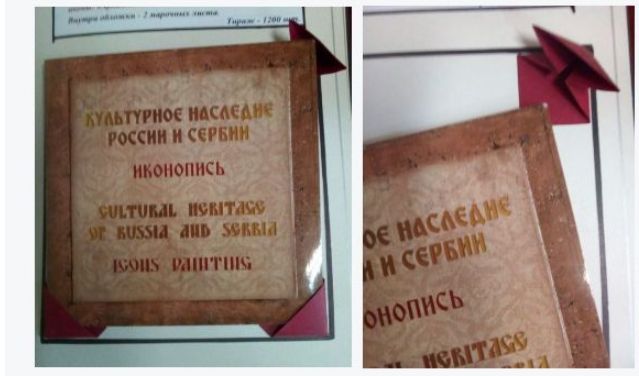 Внутри обложки - 2 марочных листа.
Тираж - 1200 шт.
КУЛЬТУРНОЕ НАСЛЕДИЕ
РОССИИ И СЕРБИИ
ИКОНОПИСЬ
CULTURAL HERITAGE
OF RUSSIA AND SERBIA
ICONS PAINTING
ОЕ НАСЛЕДИЕ
И И СЕРБИИ
ОНОПИСЬ
AL HERITAGE